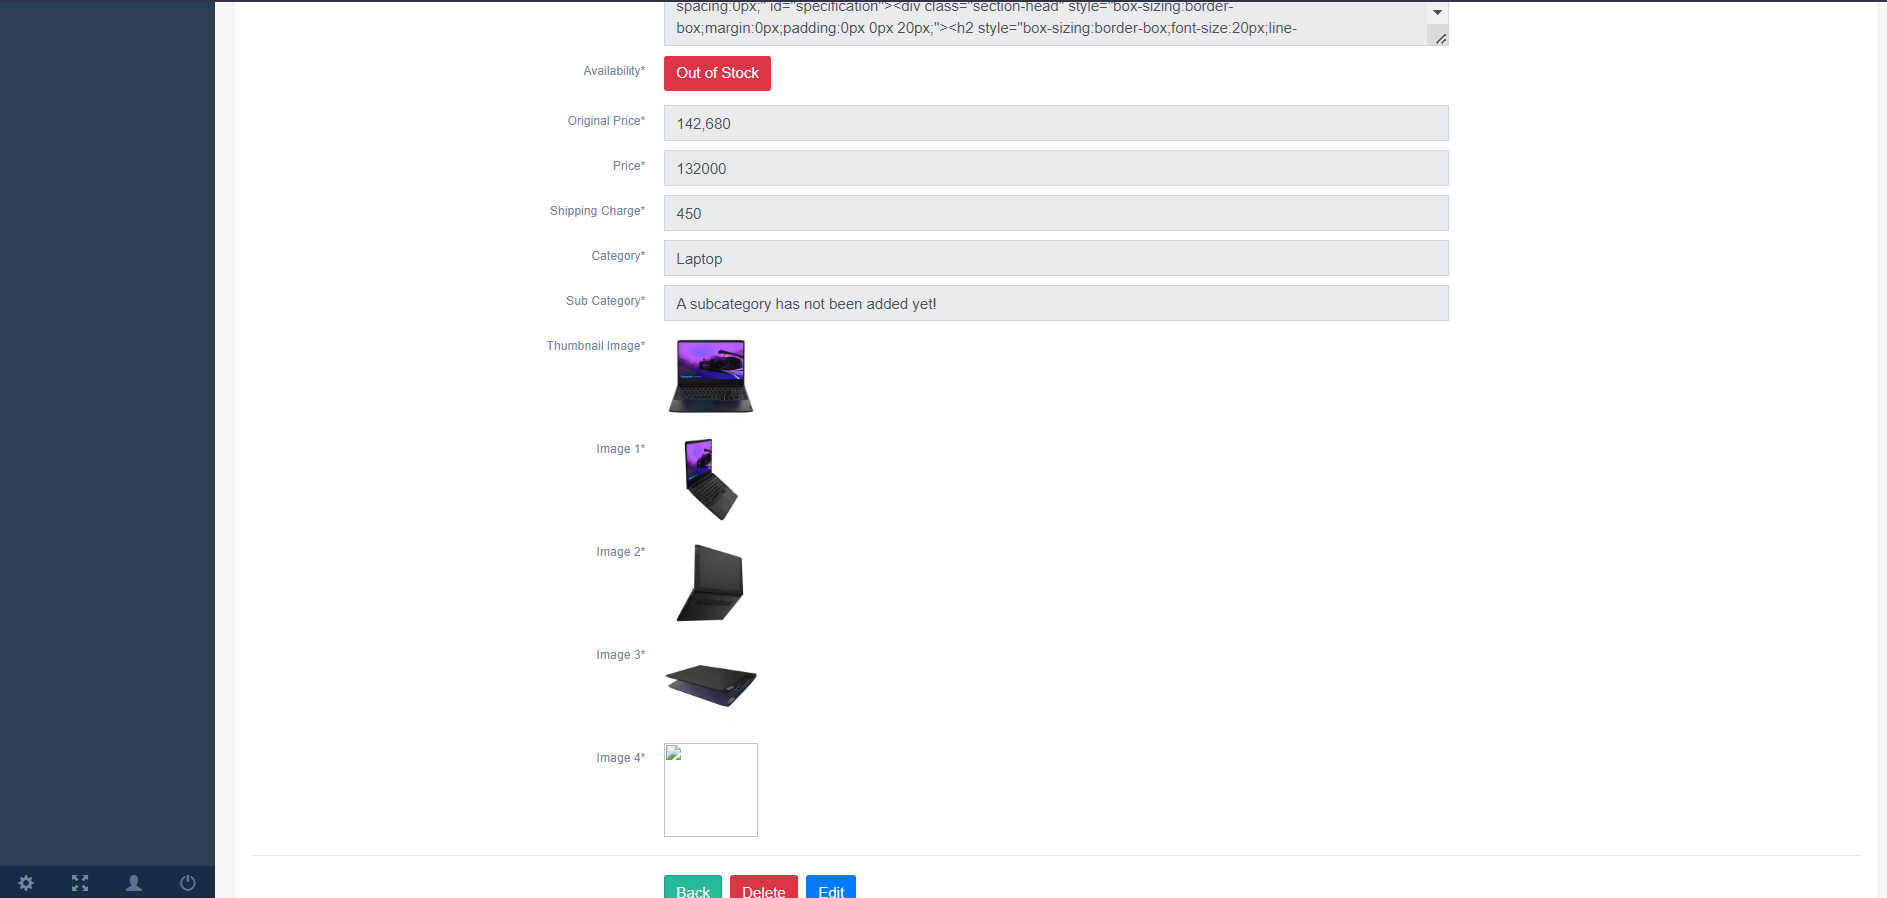 spacing:0px;" id="specification"><div class="section-head" style="box-sizing:border-
box;margin:0px;padding:0px 0px 20px;"><h2 style="box-sizing:border-box;font-size:20px;line-
Availability*
Out of Stock
Original Price*
142,680
Price*
132000
Shipping Charge*
450
Category*
Laptop
Sub Category*
A subcategory has not been added yet!
Thumbnail Image*
Image 1*
Image 2*
Image 3*
Image 4*
Back
Delete
Edit